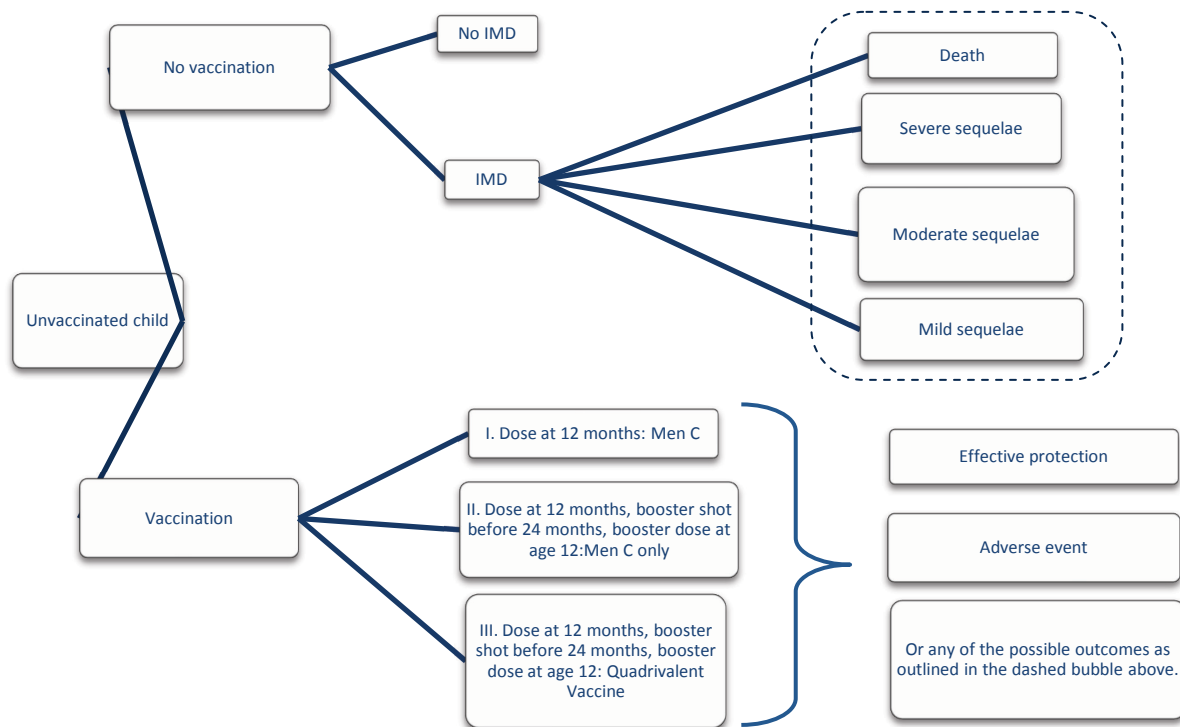 No vaccination
No IMD
IMD
Death
Severe sequelae
Moderate sequelae
Mild sequelae
Unvaccinated child
Vaccination
I. Dose at 12 months: Men C
II. Dose at 12 months, booster shot
before 24 months, booster dose at
age 12:Men C only
III. Dose at 12 months, booster
shot before 24 months, booster
dose at age 12: Quadrivalent
Vaccine
Effective protection
Adverse event
Or any of the possible outcomes as
outlined in the dashed bubble above.